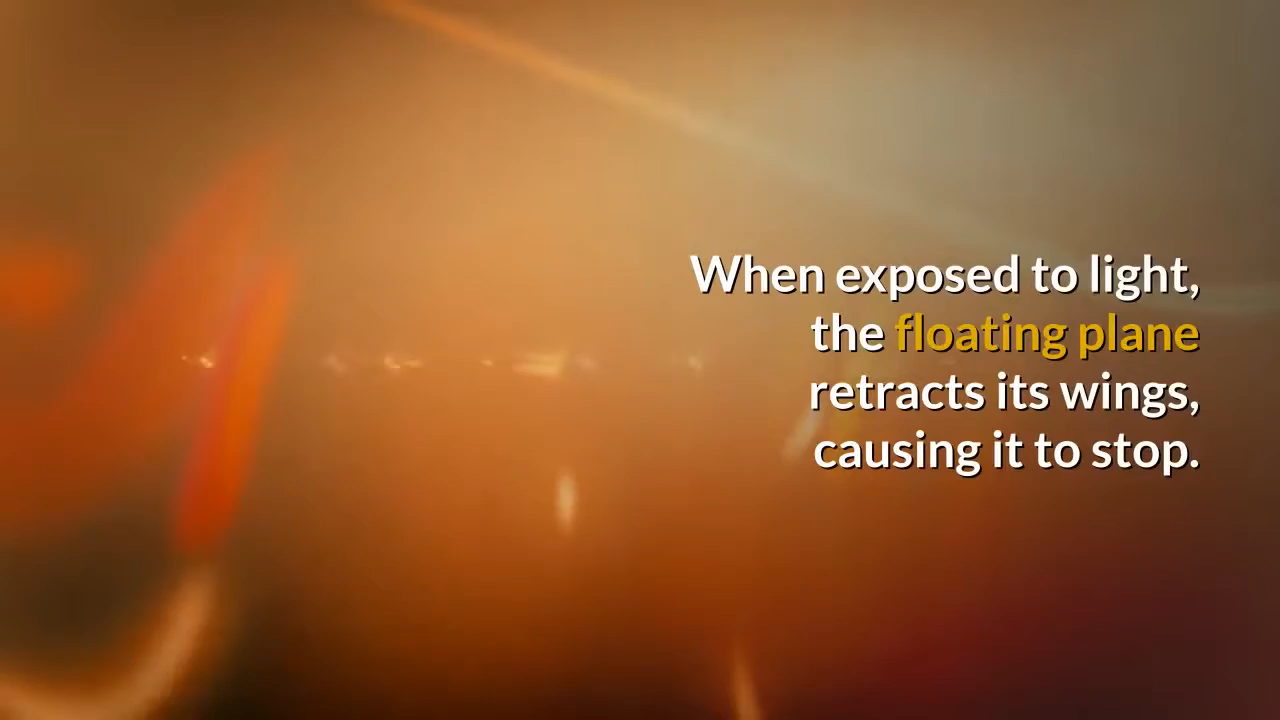 When exposed to light,
the floating plane
retracts its wings,
causing it to stop.